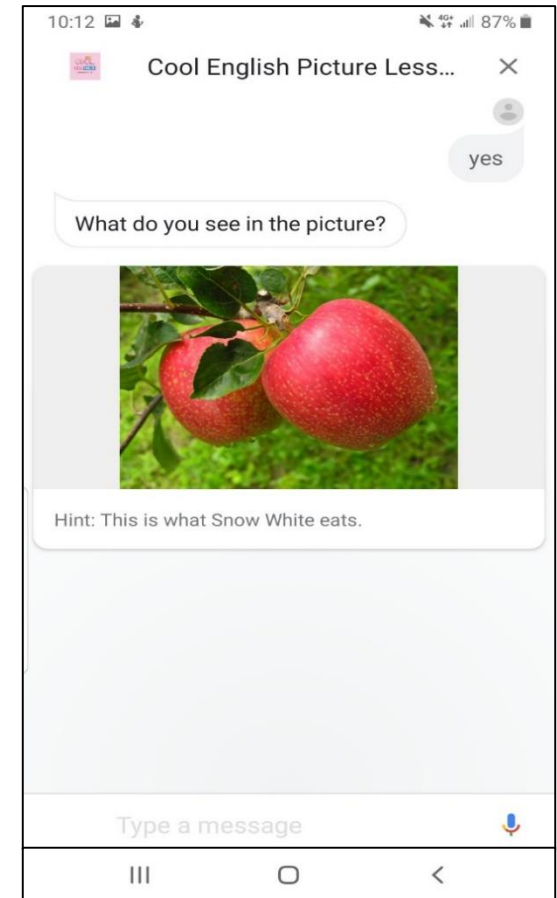 10:12 4G+ 87%
Cool English Picture Less...
yes
What do you see in the picture?
Hint: This is what Snow White eats.
Type a message